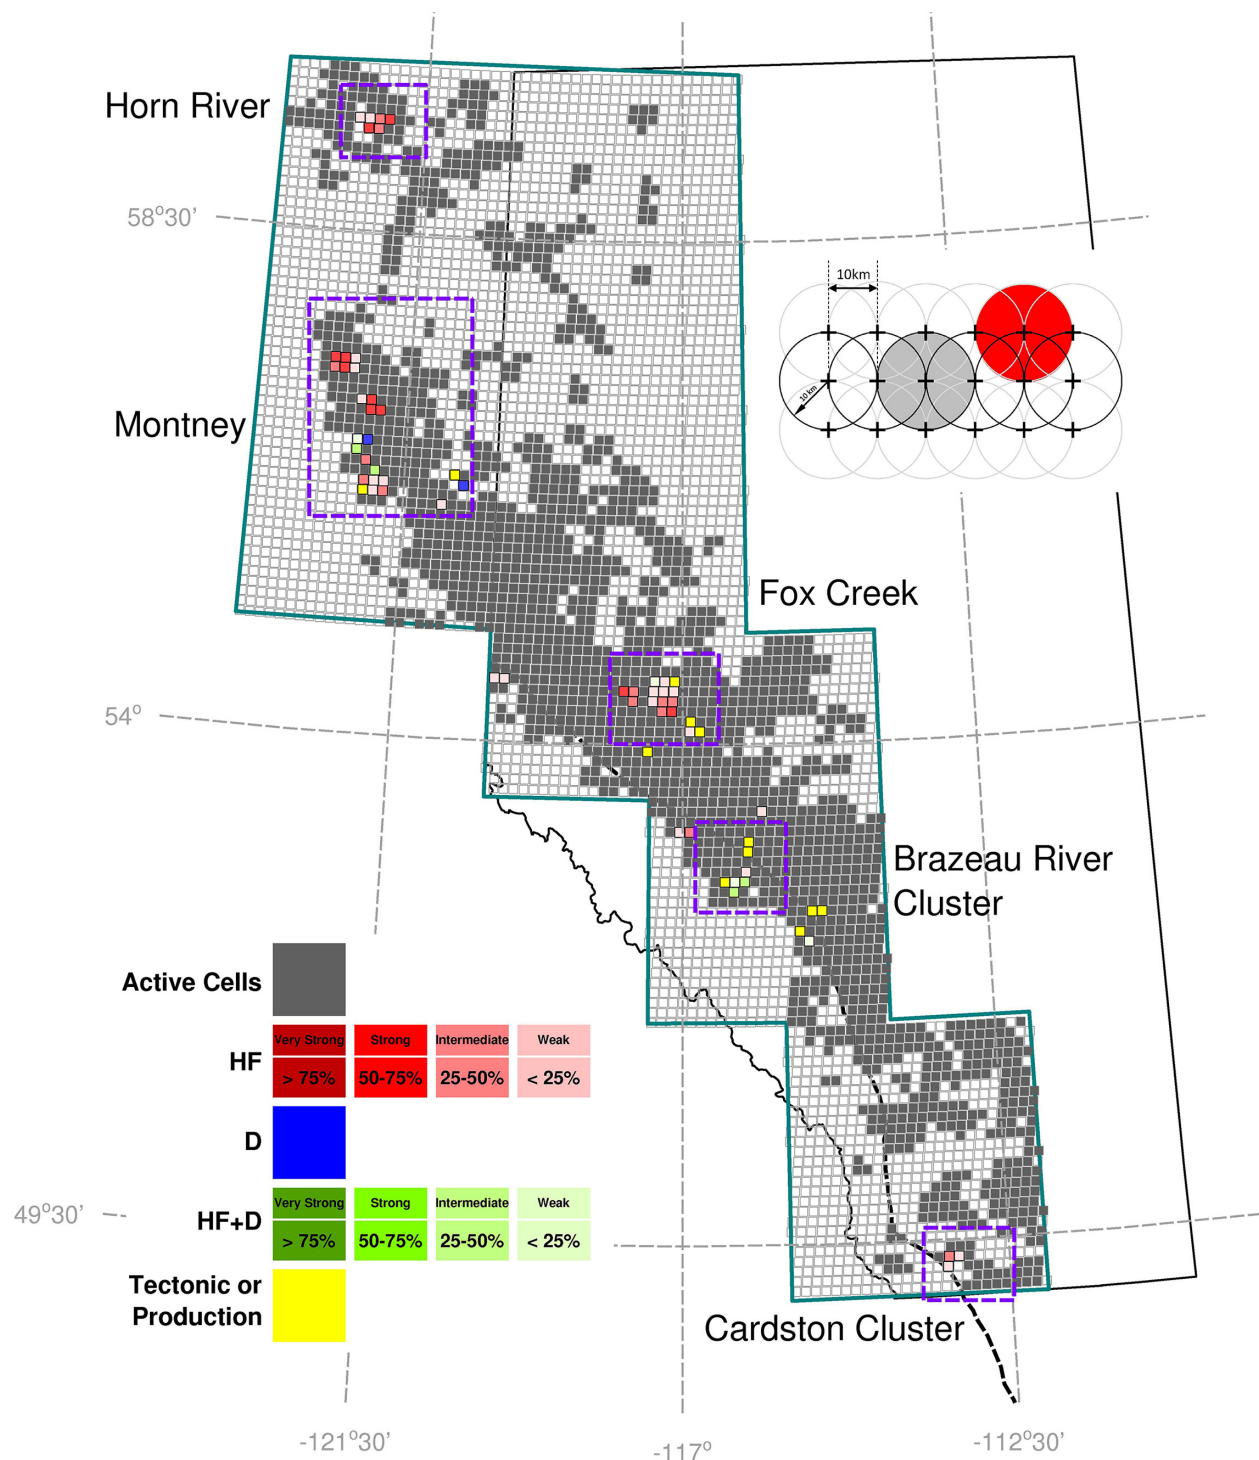 Horn River
58°30’
10km
10 km
Montney
Fox Creek
54°
Brazeau River
Cluster
Active Cells
HF
Very Strong Strong Intermediate Weak
> 75% 50-75% 25-50% < 25%
D
HF+D
Very Strong Strong Intermediate Weak
> 75% 50-75% 25-50% < 25%
49°30’
Tectonic or
Production
Cardston Cluster
-121°30’
-117°
-112°30’